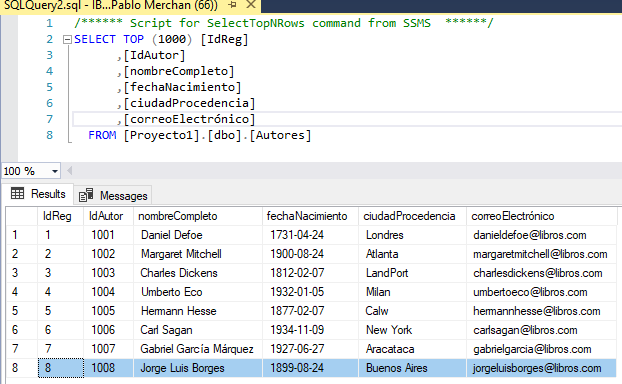 SQLQuery2.sql - IB...Pablo Merchan (66))
1 /****** Script for SelectTopNRows command from SSMS ******/
2 SELECT TOP (1000) [IdReg]
3 ,[IdAutor]
4 ,[nombreCompleto]
5 ,[fechaNacimiento]
6 ,[ciudadProcedencia]
7 ,[correoElectrónico]
8 FROM [Proyecto1].[dbo].[Autores]
100 %
Results Messages
IdReg IdAutor nombreCompleto fechaNacimiento ciudadProcedencia correoElectrónico
1 1 1001 Daniel Defoe 1731-04-24 Londres danieldefoe@libros.com
2 2 1002 Margaret Mitchell 1900-08-24 Atlanta margaretmitchell@libros.com
3 3 1003 Charles Dickens 1812-02-07 LandPort charlesdickens@libros.com
4 4 1004 Umberto Eco 1932-01-05 Milan umbertoeco@libros.com
5 5 1005 Hermann Hesse 1877-02-07 Calw hermannhesse@libros.com
6 6 1006 Carl Sagan 1934-11-09 New York carlsagan@libros.com
7 7 1007 Gabriel García Márquez 1927-06-27 Aracataca gabrielgarcia@libros.com
8 8 1008 Jorge Luis Borges 1899-08-24 Buenos Aires jorgeluisborges@libros.com